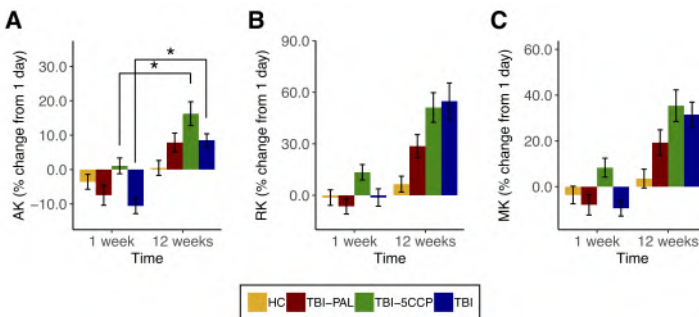 A
B
C
AK (% change from 1 day)
30.0
20.0
10.0
0.0
−10.0
*
*
1 week
12 weeks
Time
RK (% change from 1 day)
90.0
60.0
30.0
0.0
1 week
12 weeks
Time
MK (% change from 1 day)
60.0
40.0
20.0
0.0
1 week
12 weeks
Time
HC TBI−PAL TBI−5CCP TBI